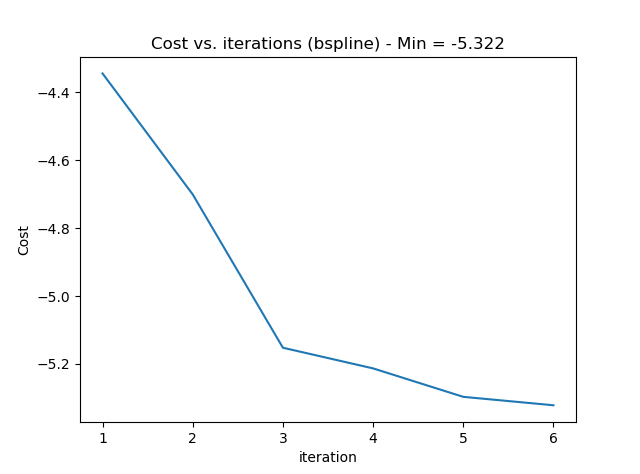 Cost vs. iterations (bspline) - Min = -5.322
−4.4
−4.6
−4.8
−5.0
−5.2
Cost
1 2 3 4 5 6
iteration